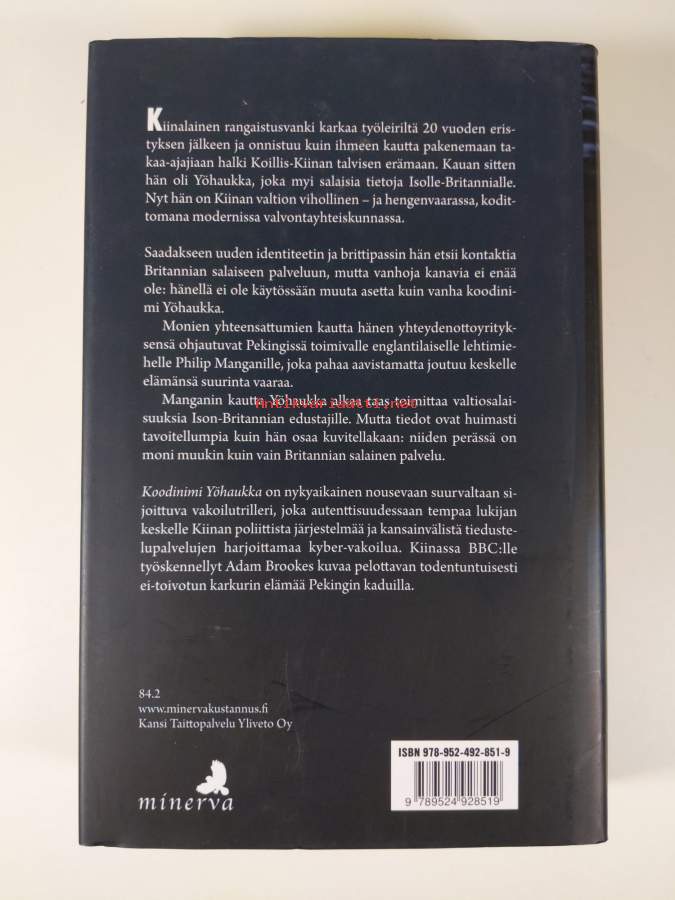 Kiinalainen rangaistusvanki karkaa työleiriltä 20 vuoden eris-
tyksen jälkeen ja onnistuu kuin ihmeen kautta pakenemaan ta-
kaa-ajajiaan halki Koillis-Kiinan talvisen erämaan. Kauan sitten
hän oli Yöhaukka, joka myi salaisia tietoja Isolle-Britannialle.
Nyt hän on Kiinan valtion vihollinen – ja hengenvaarassa, kodit-
tomana modernissa valvontayhteiskunnassa.
Saadakseen uuden identiteetin ja brittipassin hän etsii kontaktia
Britannian salaiseen palveluun, mutta vanhoja kanavia ei enää
ole: hänellä ei ole käytössään muuta asetta kuin vanha koodini-
mi Yöhaukka.
Monien yhteensattumien kautta hänen yhteydenottoyrityk-
sensä ohjautuvat Pekingissä toimivalle englantilaiselle lehtimie-
helle Philip Manganille, joka pahaa aavistamatta joutuu keskelle
elämänsä suurinta vaaraa.
Manganin kautta Yöhaukka alkaa taas toimittaa valtiosalai-
Antikvariaatti.net
suuksia Ison-Britannian edustajille. Mutta tiedot ovat huimasti
tavoitellumpia kuin hän osaa kuvitellakaan: niiden perässä on
moni muukin kuin vain Britannian salainen palvelu.
Koodinimi Yöhaukka on nykyaikainen nousevaan suurvaltaan si-
joittuva vakoilutrilleri, joka autenttisuudessaan tempaa lukijan
keskelle Kiinan poliittista järjestelmää ja kansainvälistä tieduste-
lupalvelujen harjoittamaa kyber-vakoilua. Kiinassa BBC:lle
työskennellyt Adam Brookes kuvaa pelottavan todentuntuisesti
ei-toivotun karkurin elämää Pekingin kaduilla.
84.2
www.minervakustannus.fi
Kansi Taittopalvelu Yliveto Oy
minerva
ISBN 978-952-492-851-9
9 789524 928519